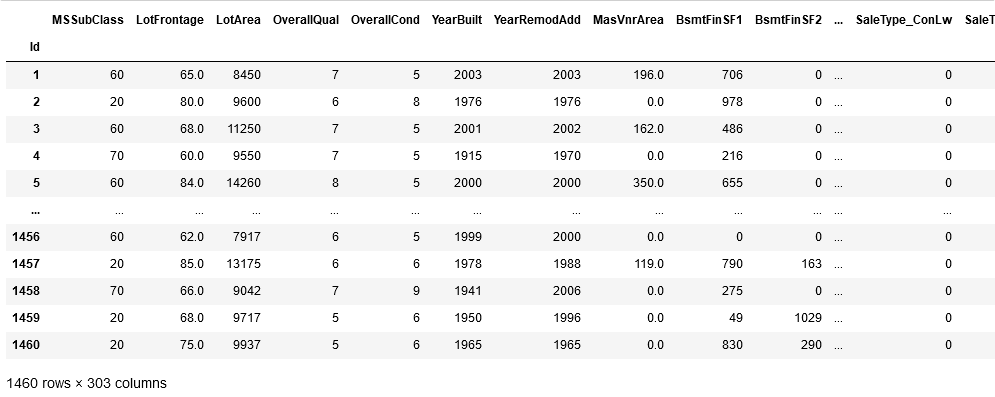 MSSubClass LotFrontage LotArea OverallQual OverallCond YearBuilt YearRemodAdd MasVnrArea BsmtFinSF1 BsmtFinSF2 ... SaleType_ConLw SaleT
Id
1 60 65.0 8450 7 5 2003 2003 196.0 706 0 ... 0
2 20 80.0 9600 6 8 1976 1976 0.0 978 0 ... 0
3 60 68.0 11250 7 5 2001 2002 162.0 486 0 ... 0
4 70 60.0 9550 7 5 1915 1970 0.0 216 0 ... 0
5 60 84.0 14260 8 5 2000 2000 350.0 655 0 ... 0
... ... ... ... ... ... ... ... ... ... ... ... ...
1456 60 62.0 7917 6 5 1999 2000 0.0 0 0 ... 0
1457 20 85.0 13175 6 6 1978 1988 119.0 790 163 ... 0
1458 70 66.0 9042 7 9 1941 2006 0.0 275 0 ... 0
1459 20 68.0 9717 5 6 1950 1996 0.0 49 1029 ... 0
1460 20 75.0 9937 5 6 1965 1965 0.0 830 290 ... 0
1460 rows × 303 columns